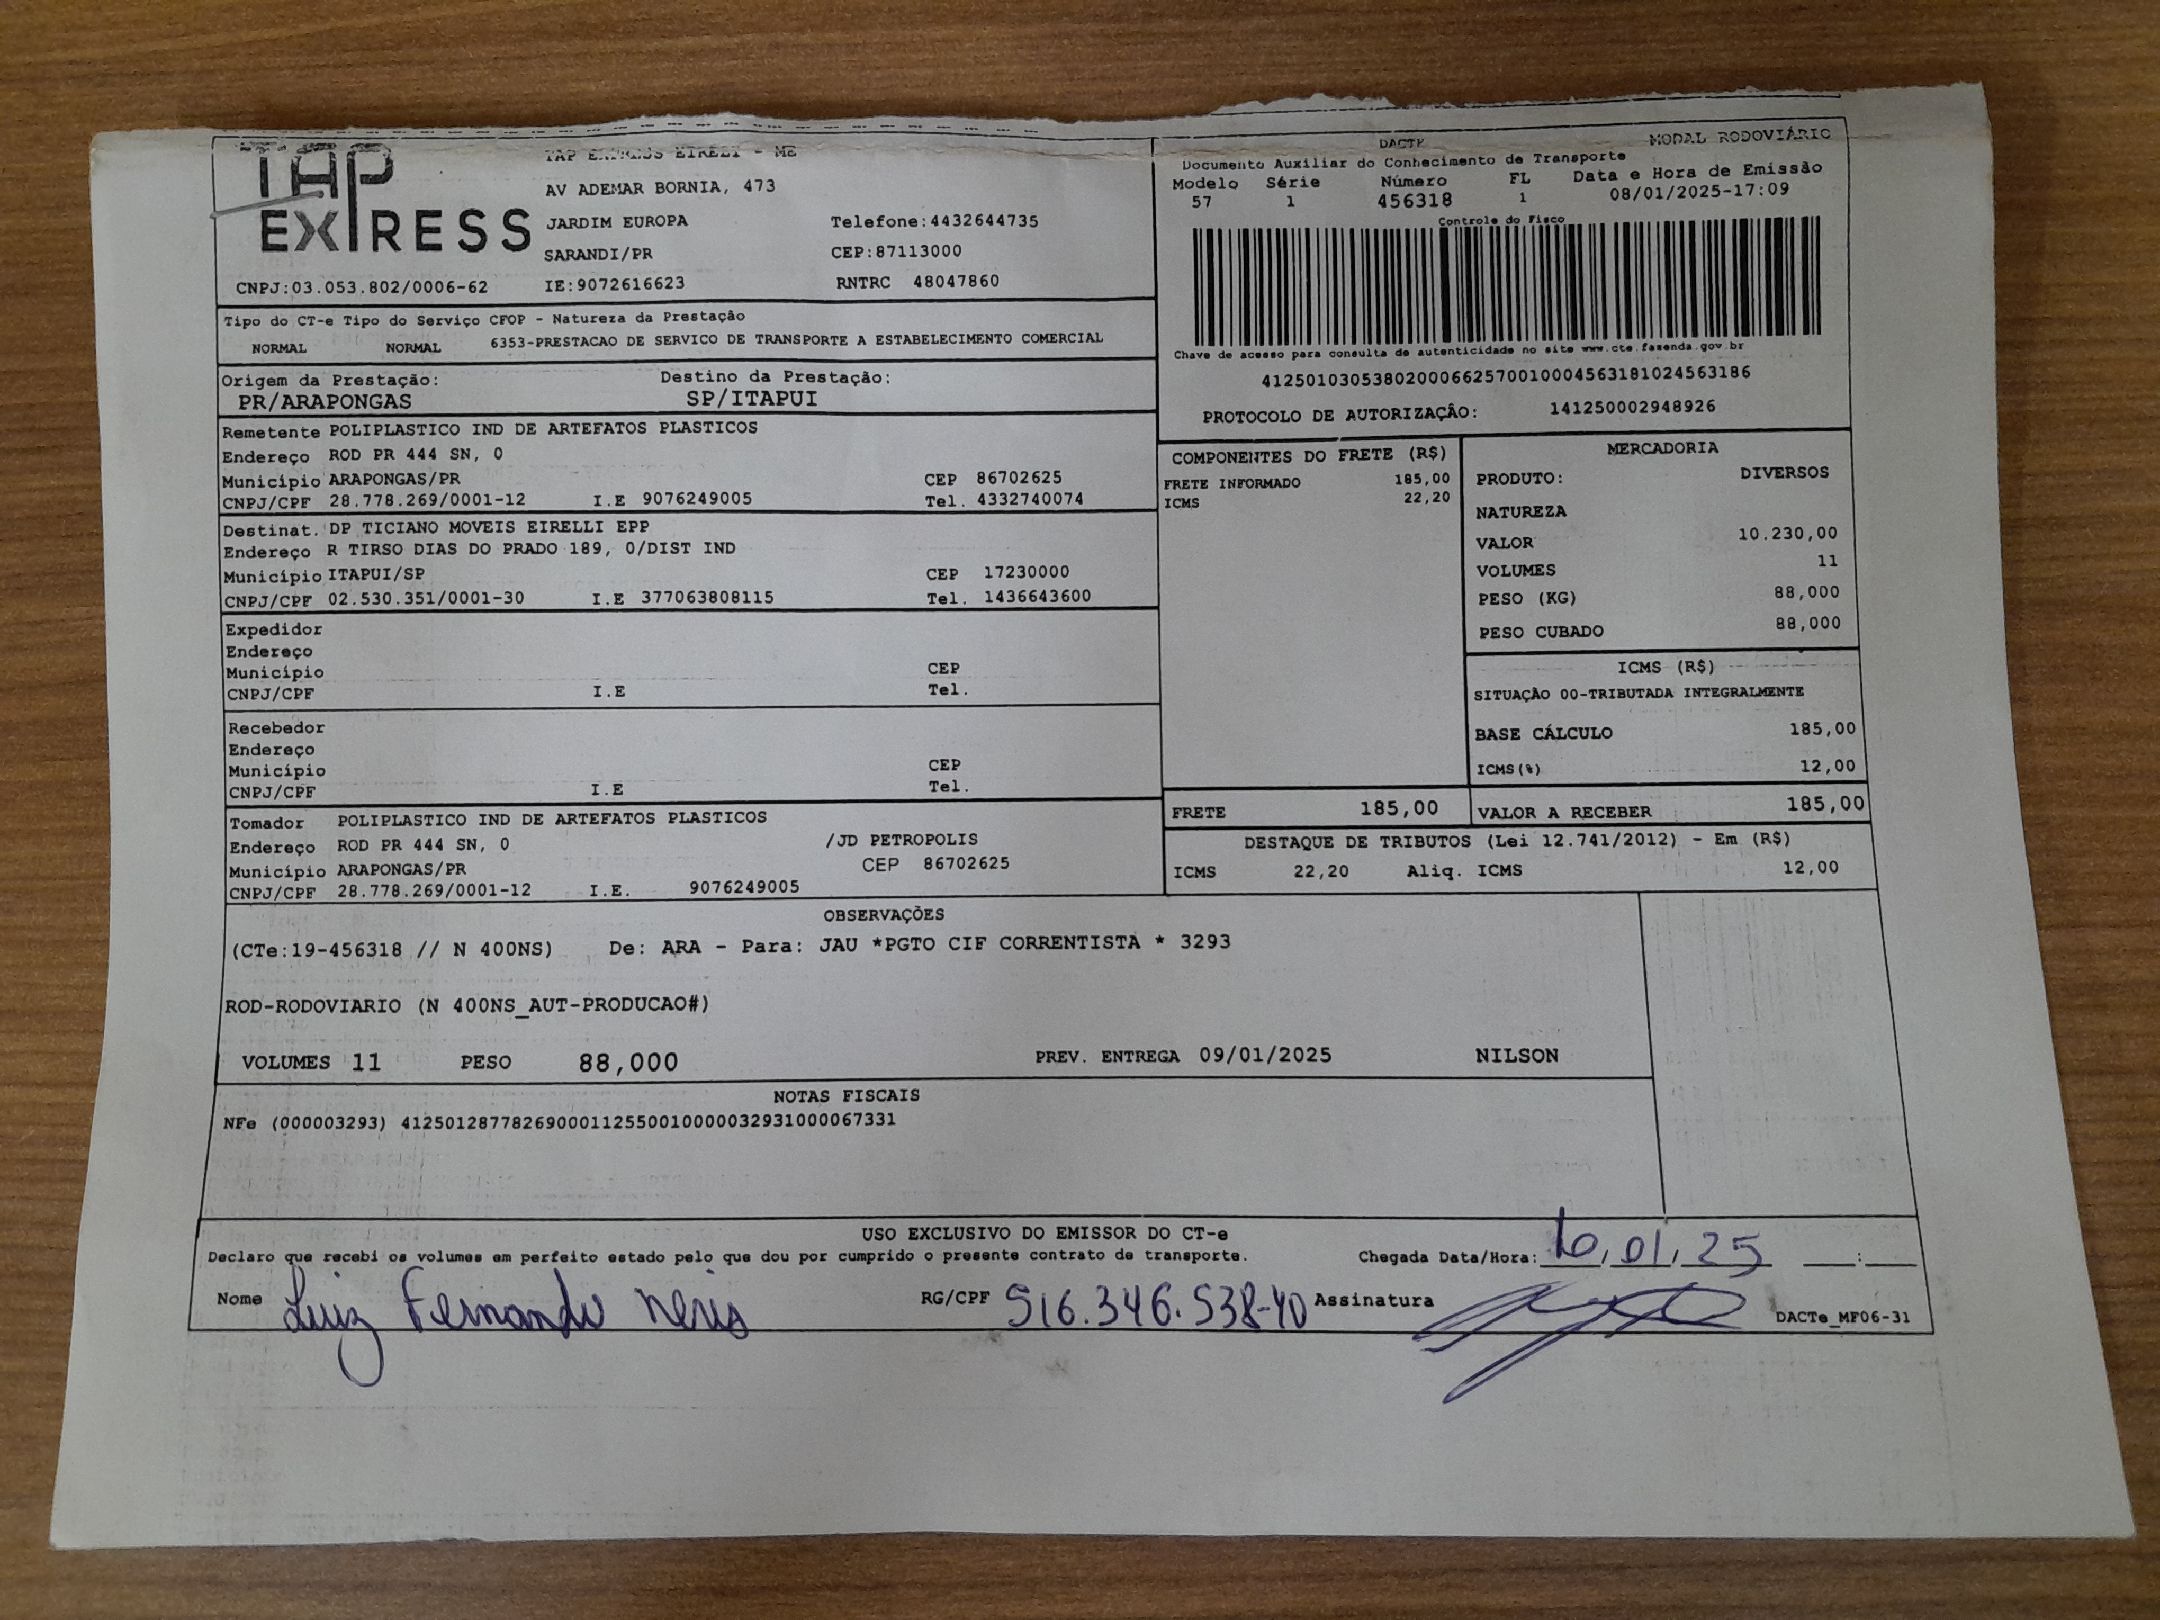 TAP EXPRESS
TAP EXPRESS EIRELI - ME
AV ADEMAR BORNIA, 473
JARDIM EUROPA Telefone:4432644735
SARANDI/PR CEP:87113000
CNPJ:03.053.802/0006-62 IE:9072616623 RNTRC 48047860
DACTE MODAL RODOVIÁRIO
Documento Auxiliar do Conhecimento de Transporte
Modelo Série Número FL Data e Hora de Emissão
57 1 456318 1 08/01/2025-17:09
Controle do Fisco
Chave de acesso para consulta de autenticidade no site www.cte.fazenda.gov.br
41250103053802000662570010004563181024563186
PROTOCOLO DE AUTORIZAÇÂO: 141250002948926
Tipo do CT-e Tipo do Serviço CFOP - Natureza da Prestação
NORMAL NORMAL 6353-PRESTACAO DE SERVICO DE TRANSPORTE A ESTABELECIMENTO COMERCIAL
Origem da Prestação: Destino da Prestação:
PR/ARAPONGAS SP/ITAPUI
Remetente POLIPLASTICO IND DE ARTEFATOS PLASTICOS
Endereço ROD PR 444 SN, 0
Município ARAPONGAS/PR CEP 86702625
CNPJ/CPF 28.778.269/0001-12 I.E 9076249005 Tel. 4332740074
Destinat. DP TICIANO MOVEIS EIRELLI EPP
Endereço R TIRSO DIAS DO PRADO 189, 0/DIST IND
Município ITAPUI/SP CEP 17230000
CNPJ/CPF 02.530.351/0001-30 I.E 377063808115 Tel. 1436643600
Expedidor
Endereço
Município CEP
CNPJ/CPF I.E Tel.
Recebedor
Endereço
Município CEP
CNPJ/CPF I.E Tel.
Tomador POLIPLASTICO IND DE ARTEFATOS PLASTICOS
Endereço ROD PR 444 SN, 0 /JD PETROPOLIS
Município ARAPONGAS/PR CEP 86702625
CNPJ/CPF 28.778.269/0001-12 I.E. 9076249005
COMPONENTES DO FRETE (R$)
FRETE INFORMADO 185,00
ICMS 22,20
FRETE 185,00
MERCADORIA
PRODUTO: DIVERSOS
NATUREZA
VALOR 10.230,00
VOLUMES 11
PESO (KG) 88,000
PESO CUBADO 88,000
ICMS (R$)
SITUAÇÃO 00-TRIBUTADA INTEGRALMENTE
BASE CÁLCULO 185,00
ICMS(%) 12,00
VALOR A RECEBER 185,00
DESTAQUE DE TRIBUTOS (Lei 12.741/2012) - Em (R$)
ICMS 22,20 Aliq. ICMS 12,00
OBSERVAÇÕES
(CTe:19-456318 // N 400NS) De: ARA - Para: JAU *PGTO CIF CORRENTISTA * 3293
ROD-RODOVIARIO (N 400NS_AUT-PRODUCAO#)
VOLUMES 11 PESO 88,000 PREV. ENTREGA 09/01/2025 NILSON
NOTAS FISCAIS
NFe (000003293) 41250128778269000112550010000032931000067331
USO EXCLUSIVO DO EMISSOR DO CT-e
Declaro que recebi os volumes em perfeito estado pelo que dou por cumprido o presente contrato de transporte. Chegada Data/Hora: 10,01,25 :
Nome Luiz Fernando Neris RG/CPF 516.346.538-40 Assinatura
DACTe_MF06-31